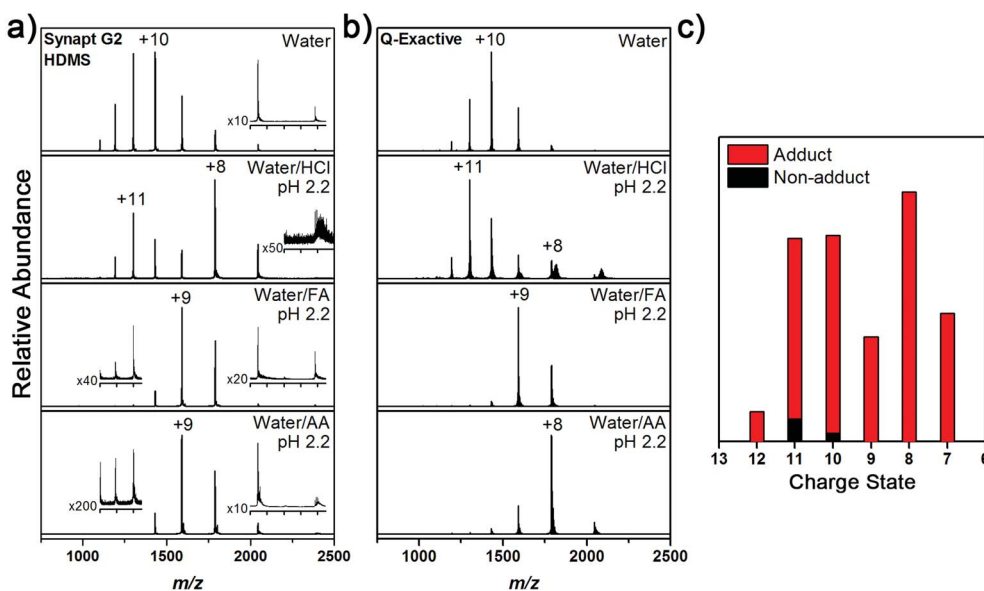 a)
Synapt G2
HDMS
+10
Water
x10
Water/HCl
pH 2.2
+8
+11
x50
Water/FA
pH 2.2
+9
x40
x20
Water/AA
pH 2.2
+9
x200
x10
1000 1500 2000 2500
m/z
Relative Abundance
b)
Q-Exactive
+10
Water
Water/HCl
pH 2.2
+11
+8
Water/FA
pH 2.2
+9
Water/AA
pH 2.2
+8
1000 1500 2000 2500
m/z
c)
Adduct
Non-adduct
13 12 11 10 9 8 7 6
Charge State